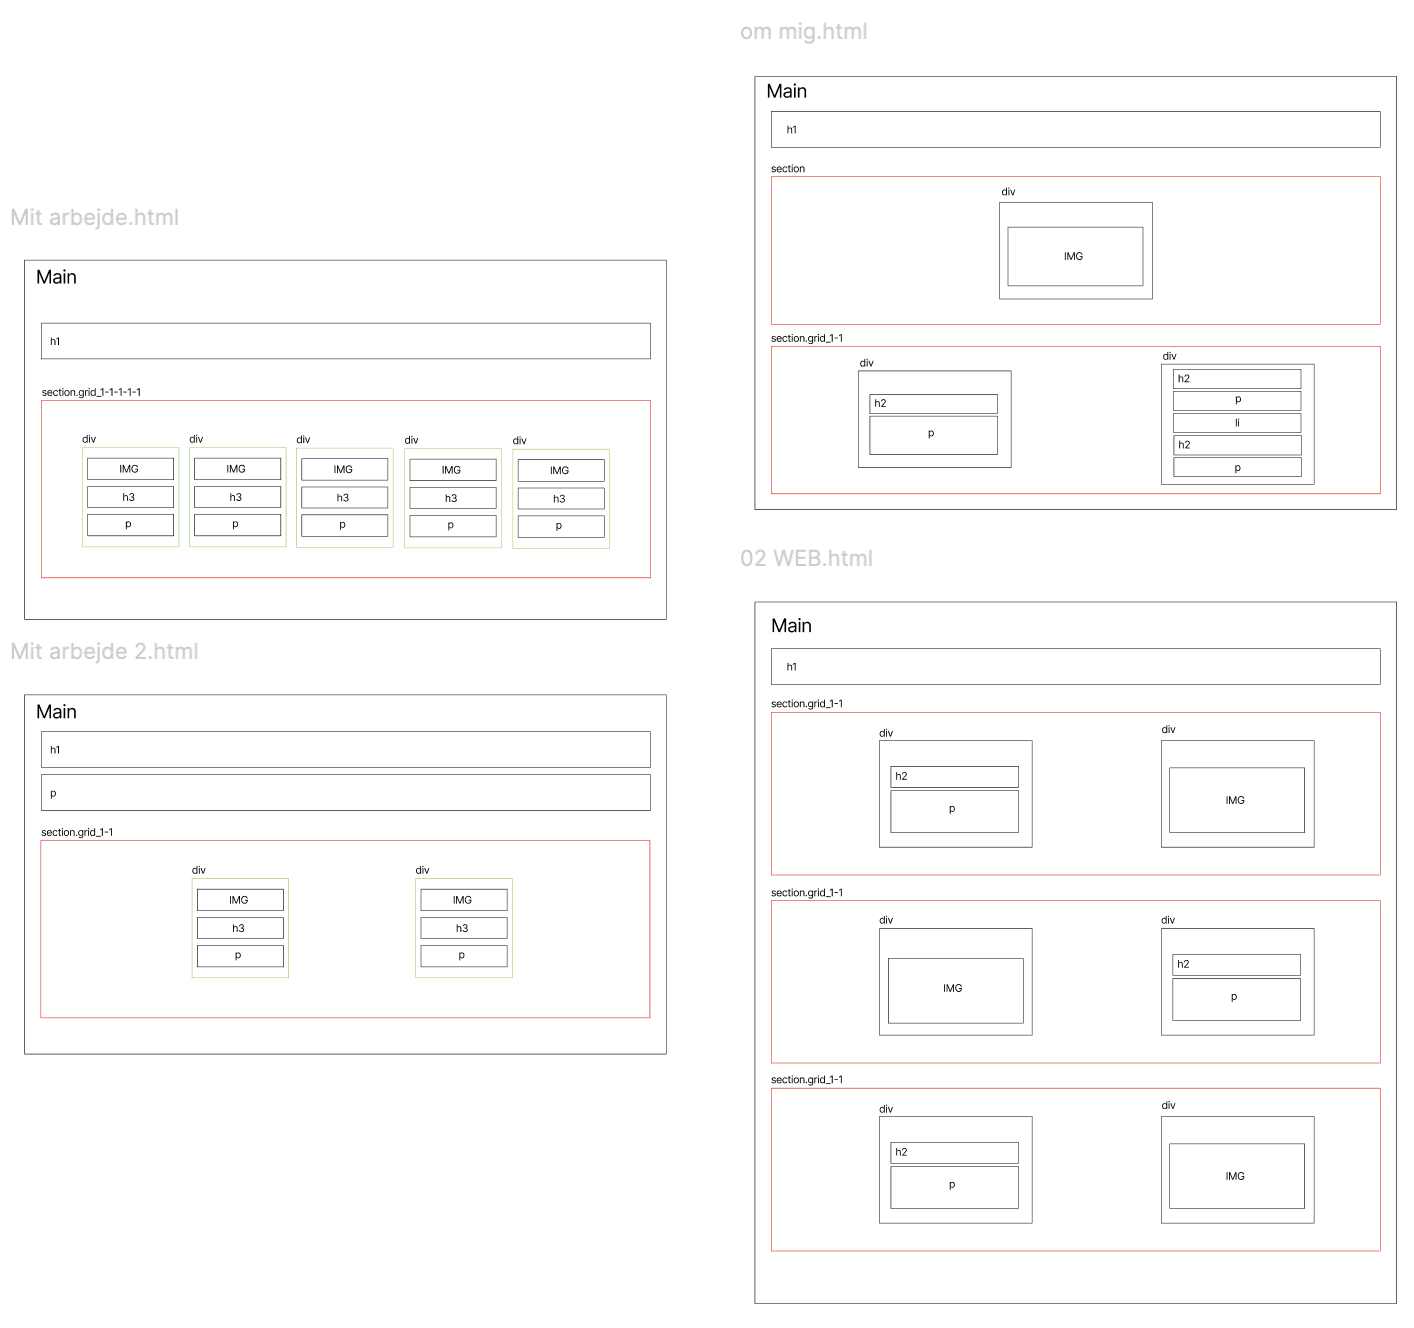 Mit arbejde.html
Main
h1
section.grid_1-1-1-1-1
div div div div div
IMG IMG IMG IMG IMG
h3 h3 h3 h3 h3
p p p p p
Mit arbejde 2.html
Main
h1
p
section.grid_1-1
div div
IMG IMG
h3 h3
p p
om mig.html
Main
h1
section
div
IMG
section.grid_1-1
div
h2
p
div
h2
p
li
h2
p
02 WEB.html
Main
h1
section.grid_1-1
div
h2
p
div
IMG
section.grid_1-1
div
IMG
div
h2
p
section.grid_1-1
div
h2
p
div
IMG